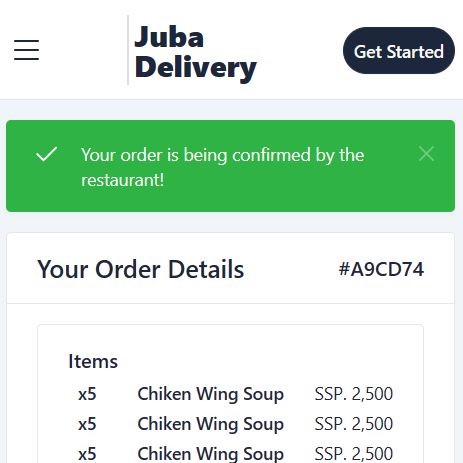 Juba
Delivery
Get Started
Your order is being confirmed by the
restaurant!
Your Order Details #A9CD74
Items
x5 Chiken Wing Soup SSP. 2,500
x5 Chiken Wing Soup SSP. 2,500
x5 Chiken Wing Soup SSP. 2,500